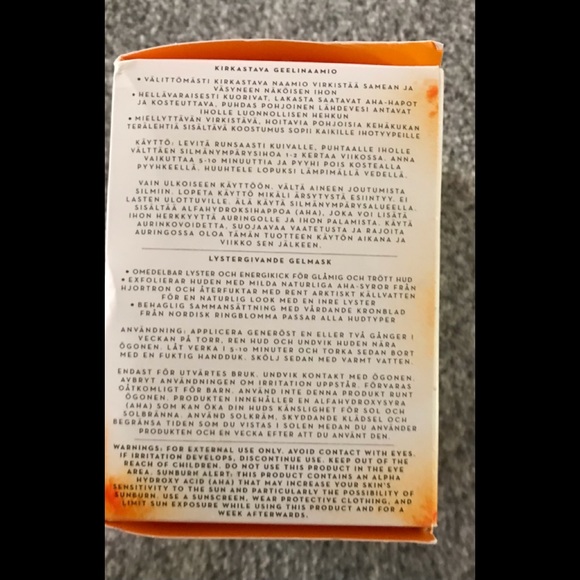 KIRKASTAVA GEELINAAMIO
• VÄLITTÖMÄSTI KIRKASTAVA NAAMIO VIRKISTÄÄ SAMEAN JA
VÄSYNEEN NÄKÖISEN IHON
• HELLÄVARAISESTI KUORIVAT, LAKASTA SAATAVAT AHA-HAPOT
JA KOSTEUTTAVA, PUHDAS POHJOINEN LÄHDEVESI ANTAVAT
IHOLLE LUONNOLLISEN HEHKUN
• MIELLYTTÄVÄN VIRKISTÄVÄ, HOITAVIA POHJOISIA KEHÄKUKAN
TERÄLEHTIÄ SISÄLTÄVÄ KOOSTUMUS SOPII KAIKILLE IHOTYYPEILLE
KÄYTTÖ: LEVITÄ RUNSAASTI KUIVALLE, PUHTAALLE IHOLLE
VÄLTTÄEN SILMÄNYMPÄRYSIHOA 1-2 KERTAA VIIKOSSA. ANNA
VAIKUTTAA 5-10 MINUUTTIA JA PYYHI POIS KOSTEALLA
PYYHKEELLÄ. HUUHTELE LOPUKSI LÄMPIMÄLLÄ VEDELLÄ.
VAIN ULKOISEEN KÄYTTÖÖN. VÄLTÄ AINEEN JOUTUMISTA
SILMIIN. LOPETA KÄYTTÖ MIKÄLI ÄRSYTYSTÄ ESIINTYY. EI
LASTEN ULOTTUVILLE. ÄLÄ KÄYTÄ SILMÄNYMPÄRYSALUEELLA.
SISÄLTÄÄ ALFAHYDROKSIHAPPOA (AHA), JOKA VOI LISÄTÄ
IHON HERKKYYTTÄ AURINGOLLE JA IHON PALAMISTA. KÄYTÄ
AURINKOVOIDETTA, SUOJAAVAA VAATETUSTA JA RAJOITA
AURINGOSSA OLOA TÄMÄN TUOTTEEN KÄYTÖN AIKANA JA
VIIKKO SEN JÄLKEEN.
LYSTERGIVANDE GELMASK
• OMEDELBAR LYSTER OCH ENERGIKICK FÖR GLÅMIG OCH TRÖTT HUD
• EXFOLIERAR HUDEN MED MILDA NATURLIGA AHA-SYROR FRÅN
HJORTRON OCH ÅTERFUKTAR MED RENT ARKTISKT KÄLLVATTEN
FÖR EN NATURLIG LOOK MED EN INRE LYSTER
• BEHAGLIG SAMMANSÄTTNING MED VÅRDANDE KRONBLAD
FRÅN NORDISK RINGBLOMMA PASSAR ALLA HUDTYPER
ANVÄNDNING: APPLICERA GENERÖST EN ELLER TVÅ GÅNGER I
VECKAN PÅ TORR, REN HUD OCH UNDVIK HUDEN NÄRA
ÖGONEN. LÅT VERKA I 5-10 MINUTER OCH TORKA SEDAN BORT
MED EN FUKTIG HANDDUK. SKÖLJ SEDAN MED VARMT VATTEN.
ENDAST FÖR UTVÄRTES BRUK. UNDVIK KONTAKT MED ÖGONEN.
AVBRYT ANVÄNDNINGEN OM IRRITATION UPPSTÅR. FÖRVARAS
OÅTKOMLIGT FÖR BARN. ANVÄND INTE DENNA PRODUKT RUNT
ÖGONEN. PRODUKTEN INNEHÅLLER EN ALFAHYDROXYSYRA
(AHA) SOM KAN ÖKA DIN HUDS KÄNSLIGHET FÖR SOL OCH
SOLBRÄNNA. ANVÄND SOLKRÄM, SKYDDANDE KLÄDSEL OCH
BEGRÄNSA TIDEN SOM DU VISTAS I SOLEN MEDAN DU ANVÄNDER
PRODUKTEN OCH EN VECKA EFTER ATT DU ANVÄNT DEN.
WARNINGS: FOR EXTERNAL USE ONLY. AVOID CONTACT WITH EYES.
IF IRRITATION DEVELOPS, DISCONTINUE USE. KEEP OUT OF THE
REACH OF CHILDREN. DO NOT USE THIS PRODUCT IN THE EYE
AREA. SUNBURN ALERT: THIS PRODUCT CONTAINS AN ALPHA
HYDROXY ACID (AHA) THAT MAY INCREASE YOUR SKIN'S
SENSITIVITY TO THE SUN AND PARTICULARLY THE POSSIBILITY OF
SUNBURN. USE A SUNSCREEN, WEAR PROTECTIVE CLOTHING, AND
LIMIT SUN EXPOSURE WHILE USING THIS PRODUCT AND FOR A
WEEK AFTERWARDS.